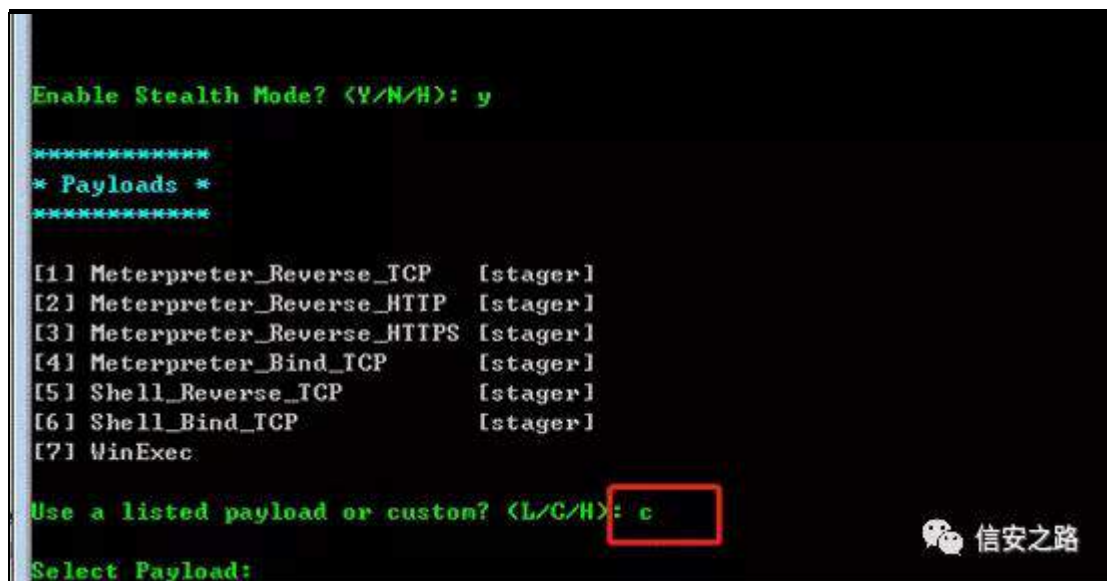 Enable Stealth Mode? (Y/N/H): y
************
* Payloads *
************
[1] Meterpreter_Reverse_TCP [stager]
[2] Meterpreter_Reverse_HTTP [stager]
[3] Meterpreter_Reverse_HTTPS [stager]
[4] Meterpreter_Bind_TCP [stager]
[5] Shell_Reverse_TCP [stager]
[6] Shell_Bind_TCP [stager]
[7] WinExec
Use a listed payload or custom? (L/C/H): c
信安之路
Select Payload: